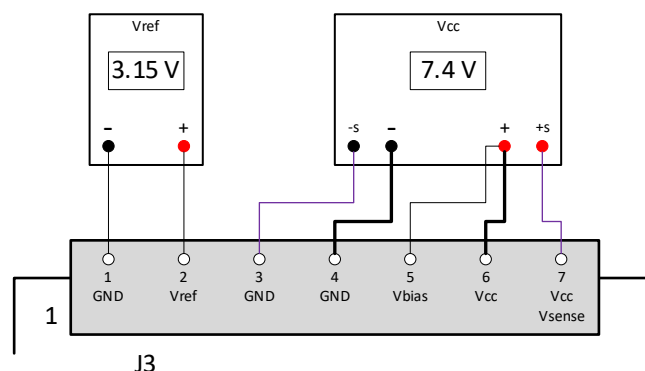 Vref
Vcc
3.15 V
7.4 V
− +
-s − + +s
1 2 3 4 5 6 7
GND Vref GND GND Vbias Vcc Vcc
Vsense
1
J3